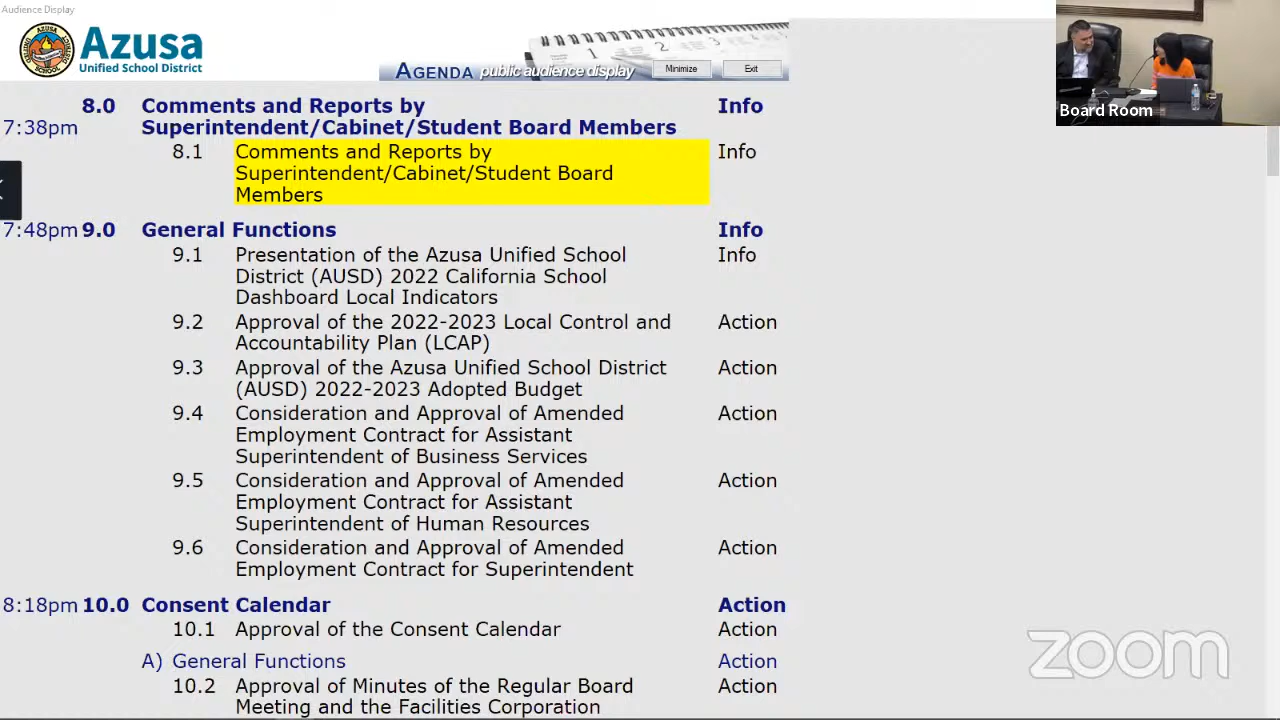 Audience Display
Azusa
Unified School District
AGENDA public audience display
Minimize
Exit
Board Room
8.0 Comments and Reports by Info
7:38pm Superintendent/Cabinet/Student Board Members
8.1 Comments and Reports by Info
Superintendent/Cabinet/Student Board
Members
7:48pm 9.0 General Functions Info
9.1 Presentation of the Azusa Unified School Info
District (AUSD) 2022 California School
Dashboard Local Indicators
9.2 Approval of the 2022-2023 Local Control and Action
Accountability Plan (LCAP)
9.3 Approval of the Azusa Unified School District Action
(AUSD) 2022-2023 Adopted Budget
9.4 Consideration and Approval of Amended Action
Employment Contract for Assistant
Superintendent of Business Services
9.5 Consideration and Approval of Amended Action
Employment Contract for Assistant
Superintendent of Human Resources
9.6 Consideration and Approval of Amended Action
Employment Contract for Superintendent
8:18pm 10.0 Consent Calendar Action
10.1 Approval of the Consent Calendar Action
A) General Functions Action
10.2 Approval of Minutes of the Regular Board Action
Meeting and the Facilities Corporation
zoom